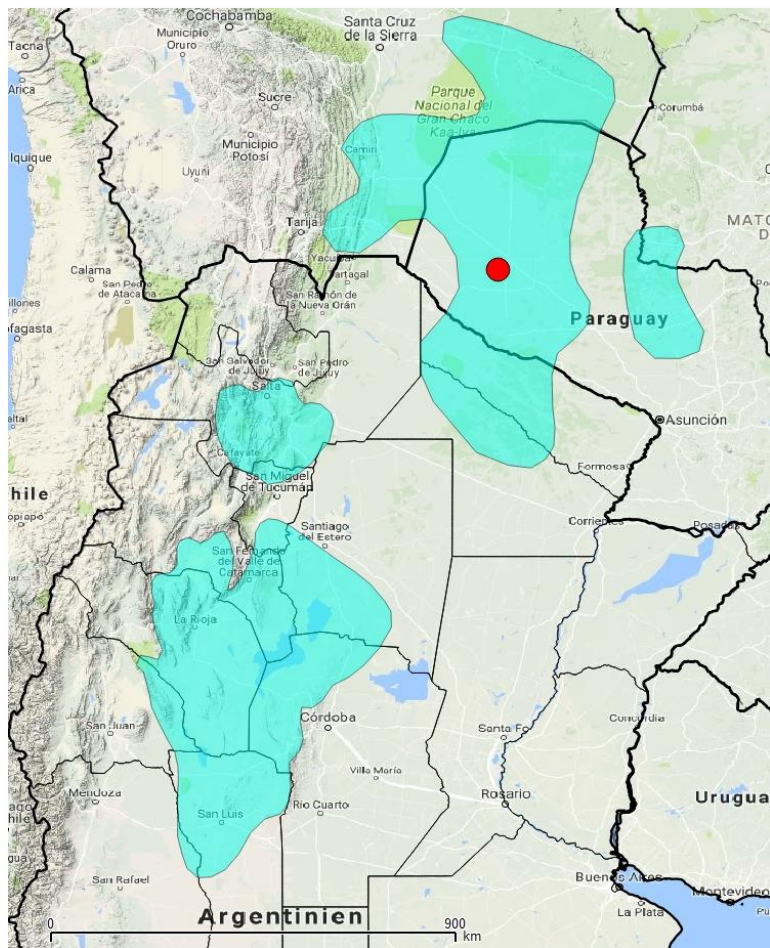 Cochabamba
Tacna
Municipio
Oruro
Santa Cruz
de la Sierra
Arica
Sucre
Parque
Nacional del
Gran Chaco
Kaa-Iya
Corumbá
Iquique
Municipio
Potosí
Camiri
Uyuni
Tarija
MATO
Calama
Yacuiba
Tartagal
San Pedro
de Atacama
San Ramón de
la Nueva Orán
ofagasta
Paraguay
San Salvador
de Jujuy
San Pedro
de Jujuy
Salta
Asunción
Cafayate
hile
San Miguel
de Tucumán
Formosa
opiapo
Santiago
del Estero
Corrientes
Posadas
San Fernando
del Valle de
Catamarca
La Rioja
San Juan
Córdoba
Santa Fe
Concordia
Villa María
Mendoza
San Luis
Río Cuarto
Rosario
Urugua
San Rafael
Buenos Aires
La Plata
Montevideo
Argentinien
0
900
km